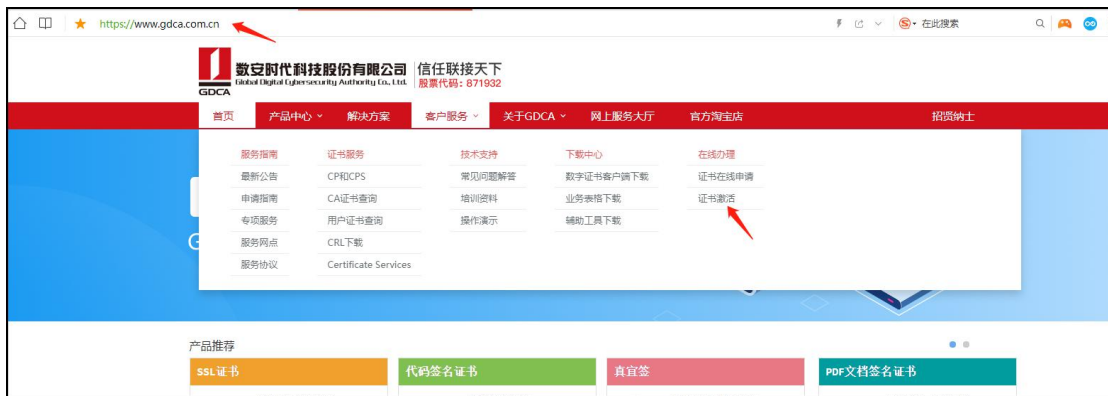 https://www.gdca.com.cn
在此搜索
数安时代科技股份有限公司
Global Digital Cybersecurity Authority Co., Ltd.
GDCA
信任联接天下
股票代码：871932
首页 产品中心 解决方案 客户服务 关于GDCA 网上服务大厅 官方淘宝店 招贤纳士
服务指南 证书服务 技术支持 下载中心 在线办理
最新公告 CP和CPS 常见问题解答 数字证书客户端下载 证书在线申请
申请指南 CA证书查询 培训资料 业务表格下载 证书激活
专项服务 用户证书查询 操作演示 辅助工具下载
服务网点 CRL下载
服务协议 Certificate Services
G
产品推荐
SSL证书 代码签名证书 真宜签 PDF文档签名证书